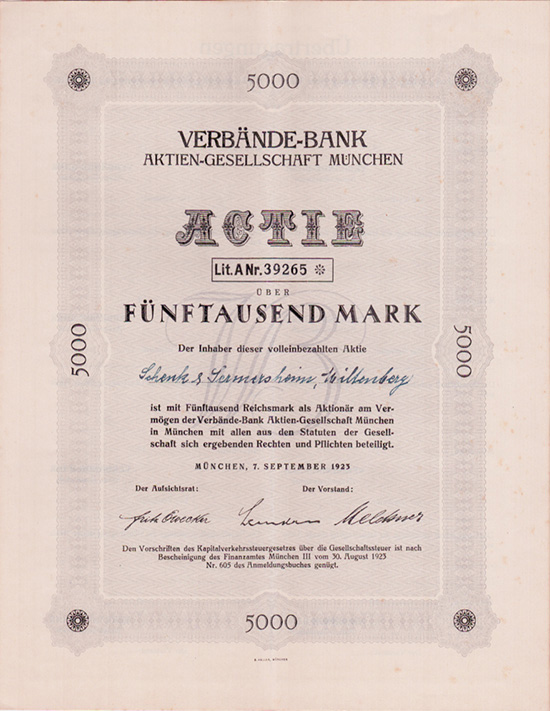 5000
VERBÄNDE-BANK
AKTIEN-GESELLSCHAFT MÜNCHEN
ACTIE
Lit. A Nr. 39265 ※
ÜBER
FÜNFTAUSEND MARK
5000
5000
Der Inhaber dieser volleinbezahlten Aktie
Schenk & Germersheim, Miltenberg
ist mit Fünftausend Reichsmark als Aktionär am Ver-
mögen der Verbände-Bank Aktien-Gesellschaft München
in München mit allen aus den Statuten der Gesell-
schaft sich ergebenden Rechten und Pflichten beteiligt.
MÜNCHEN, 7. SEPTEMBER 1923
Der Aufsichtsrat: Der Vorstand:
Den Vorschriften des Kapitalverkehrssteuergesetzes über die Gesellschaftssteuer ist nach
Bescheinigung des Finanzamtes München III vom 30. August 1923
Nr. 605 des Anmeldungsbuches genügt.
5000